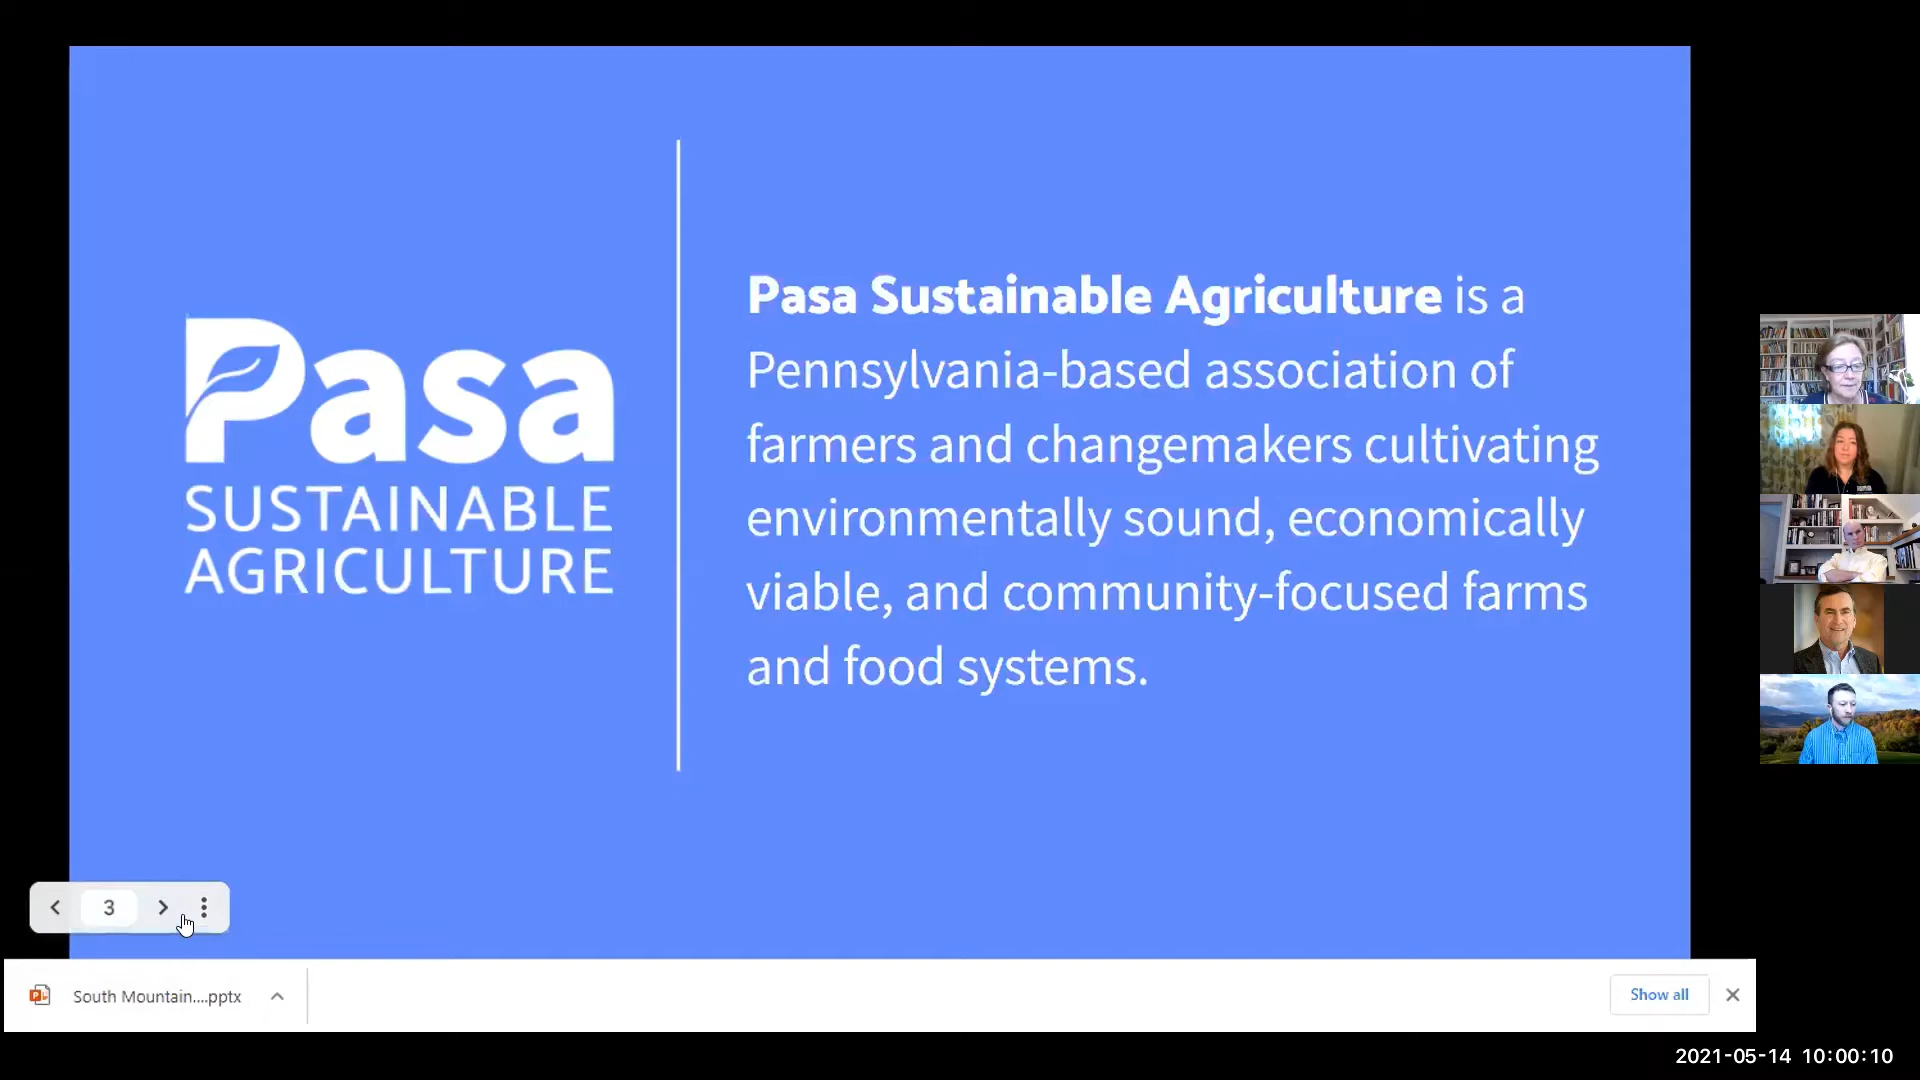 Pasa
SUSTAINABLE
AGRICULTURE
Pasa Sustainable Agriculture is a
Pennsylvania-based association of
farmers and changemakers cultivating
environmentally sound, economically
viable, and community-focused farms
and food systems.
3
South Mountain....pptx
Show all
2021-05-14 10:00:10